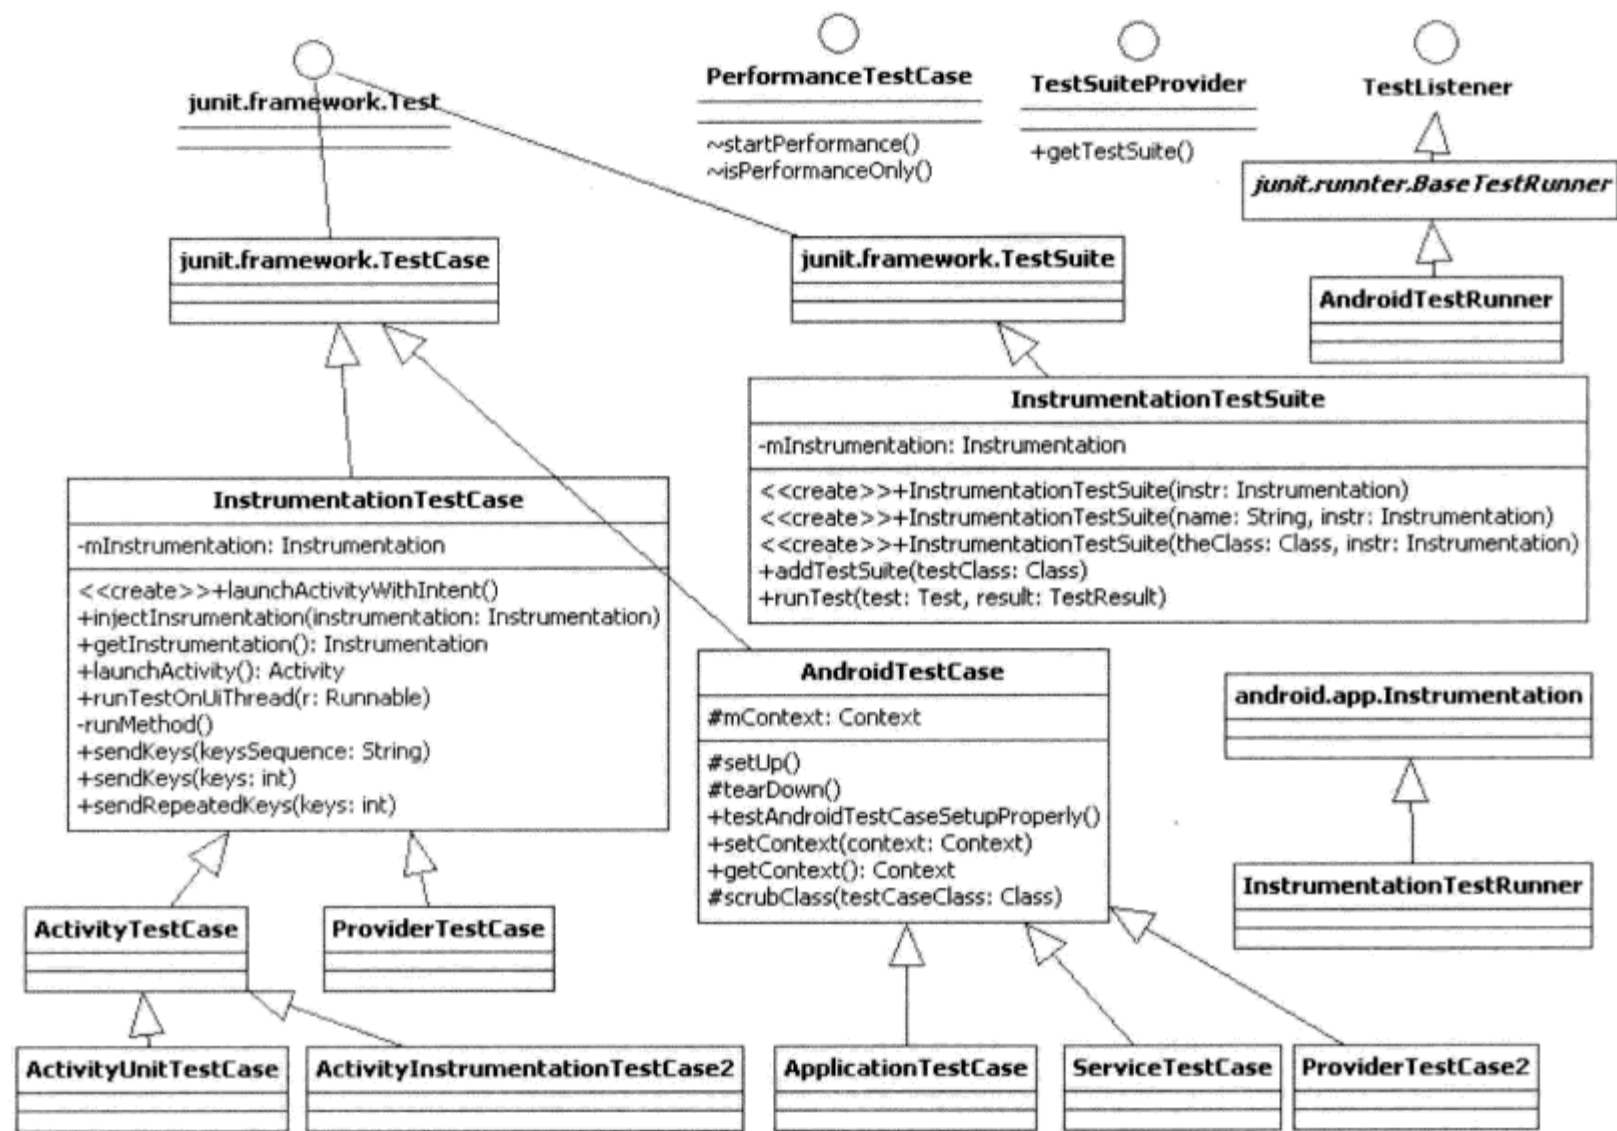 junit.framework.Test
PerformanceTestCase
~startPerformance()
~isPerformanceOnly()
TestSuiteProvider
+getTestSuite()
TestListener
junit.runnter.BaseTestRunner
AndroidTestRunner
junit.framework.TestCase
junit.framework.TestSuite
InstrumentationTestSuite
-mInstrumentation: Instrumentation
<<create>>+InstrumentationTestSuite(instr: Instrumentation)
<<create>>+InstrumentationTestSuite(name: String, instr: Instrumentation)
<<create>>+InstrumentationTestSuite(theClass: Class, instr: Instrumentation)
+addTestSuite(testClass: Class)
+runTest(test: Test, result: TestResult)
InstrumentationTestCase
-mInstrumentation: Instrumentation
<<create>>+launchActivityWithIntent()
+injectInsrumentation(instrumentation: Instrumentation)
+getInstrumentation(): Instrumentation
+launchActivity(): Activity
+runTestOnUiThread(r: Runnable)
-runMethod()
+sendKeys(keysSequence: String)
+sendKeys(keys: int)
+sendRepeatedKeys(keys: int)
AndroidTestCase
#mContext: Context
#setUp()
#tearDown()
+testAndroidTestCaseSetupProperly()
+setContext(context: Context)
+getContext(): Context
#scrubClass(testCaseClass: Class)
android.app.Instrumentation
InstrumentationTestRunner
ActivityTestCase
ProviderTestCase
ActivityUnitTestCase
ActivityInstrumentationTestCase2
ApplicationTestCase
ServiceTestCase
ProviderTestCase2